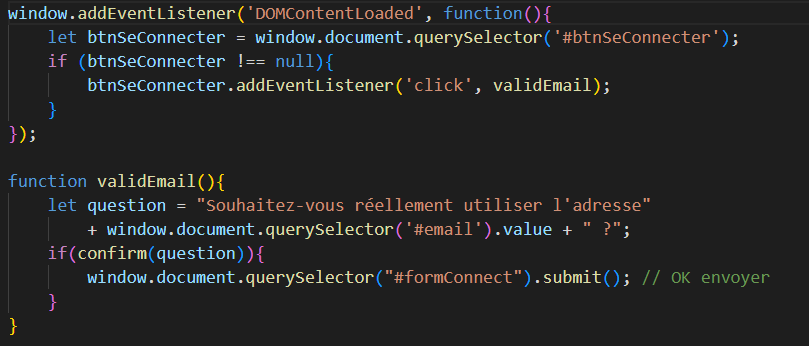 window.addEventListener('DOMContentLoaded', function(){
    let btnSeConnecter = window.document.querySelector('#btnSeConnecter');
    if (btnSeConnecter !== null){
        btnSeConnecter.addEventListener('click', validEmail);
    }
});

function validEmail(){
    let question = "Souhaitez-vous réellement utiliser l'adresse"
        + window.document.querySelector('#email').value + " ?";
    if(confirm(question)){
        window.document.querySelector("#formConnect").submit(); // OK envoyer
    }
}